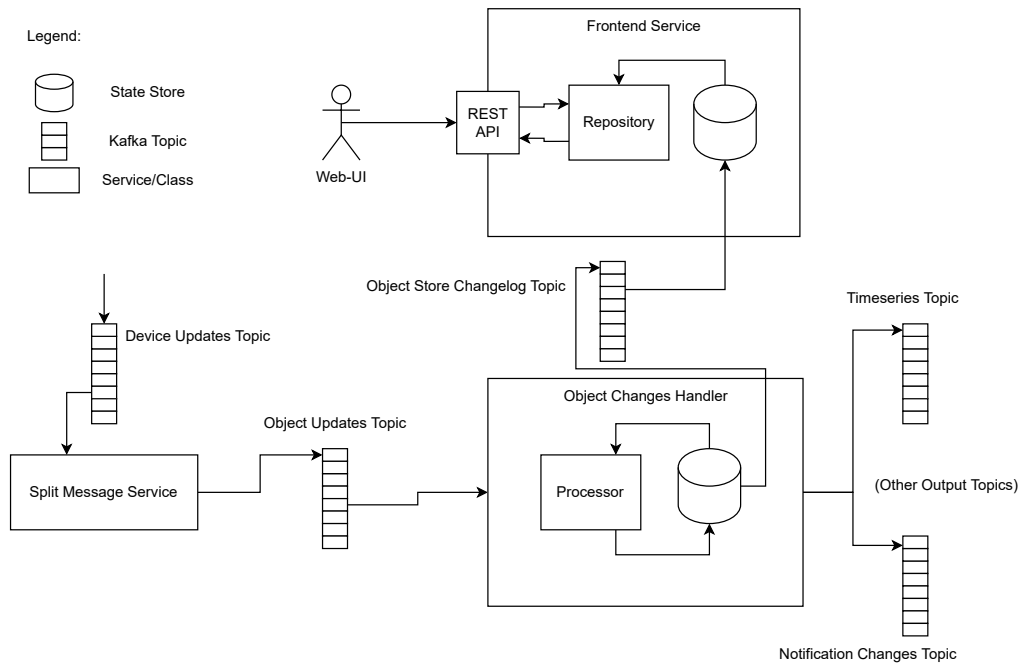 Legend:
State Store
Kafka Topic
Service/Class
Web-UI
Frontend Service
REST
API
Repository
Object Store Changelog Topic
Device Updates Topic
Split Message Service
Object Updates Topic
Object Changes Handler
Processor
Timeseries Topic
(Other Output Topics)
Notification Changes Topic